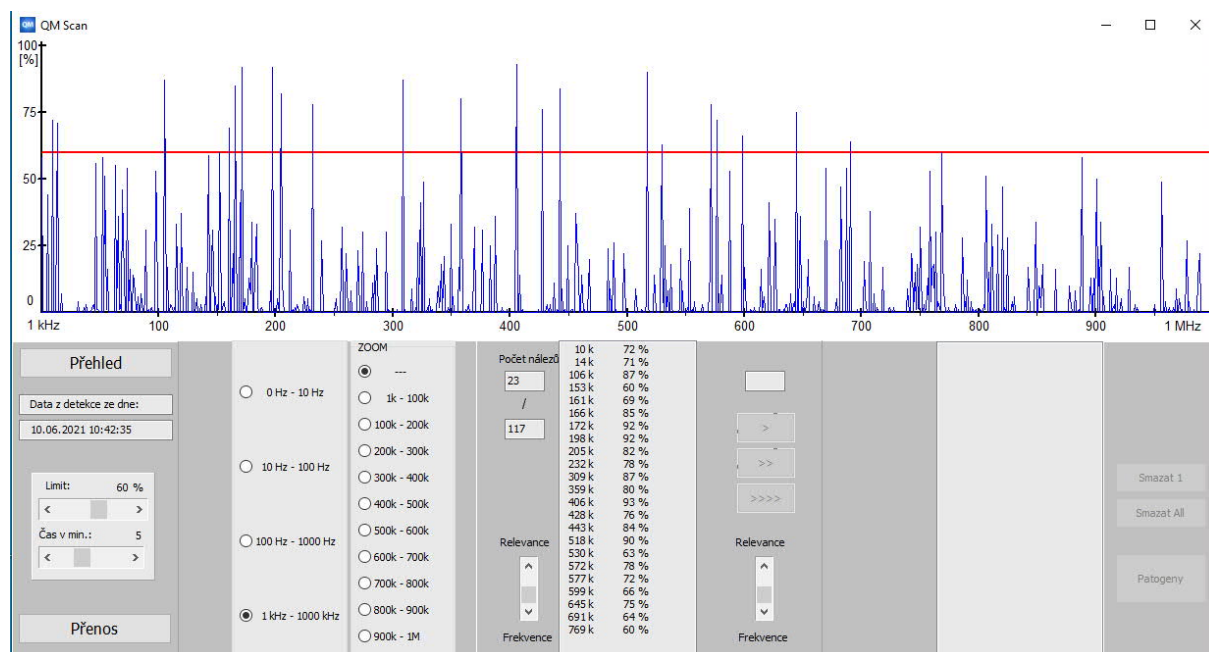 QM Scan
100
[%]
75
50
25
0
1 kHz 100 200 300 400 500 600 700 800 900 1 MHz
Přehled
Data z detekce ze dne:
10.06.2021 10:42:35
Limit: 60 %
Čas v min.: 5
Přenos
0 Hz - 10 Hz
10 Hz - 100 Hz
100 Hz - 1000 Hz
1 kHz - 1000 kHz
ZOOM
---
1k - 100k
100k - 200k
200k - 300k
300k - 400k
400k - 500k
500k - 600k
600k - 700k
700k - 800k
800k - 900k
900k - 1M
Počet nálezů
23
/
117
Relevance
Frekvence
10 k 72 %
14 k 71 %
106 k 87 %
153 k 60 %
161 k 69 %
166 k 85 %
172 k 92 %
198 k 92 %
205 k 82 %
232 k 78 %
309 k 87 %
359 k 80 %
406 k 93 %
428 k 76 %
443 k 84 %
518 k 90 %
530 k 63 %
572 k 78 %
577 k 72 %
599 k 66 %
645 k 75 %
691 k 64 %
769 k 60 %
>
>>
>>>>
Relevance
Frekvence
Smazat 1
Smazat All
Patogeny